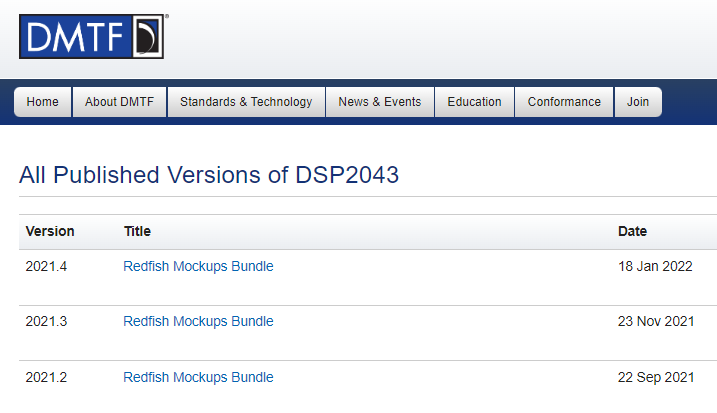 DMTF
Home About DMTF Standards & Technology News & Events Education Conformance Join
All Published Versions of DSP2043
Version Title Date
2021.4 Redfish Mockups Bundle 18 Jan 2022
2021.3 Redfish Mockups Bundle 23 Nov 2021
2021.2 Redfish Mockups Bundle 22 Sep 2021